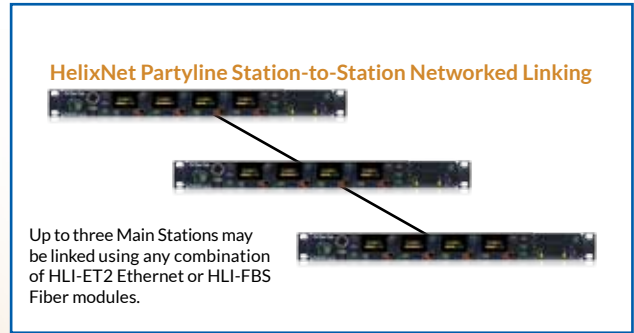 HelixNet Partyline Station-to-Station Networked Linking
Up to three Main Stations may
be linked using any combination
of HLI-ET2 Ethernet or HLI-FBS
Fiber modules.